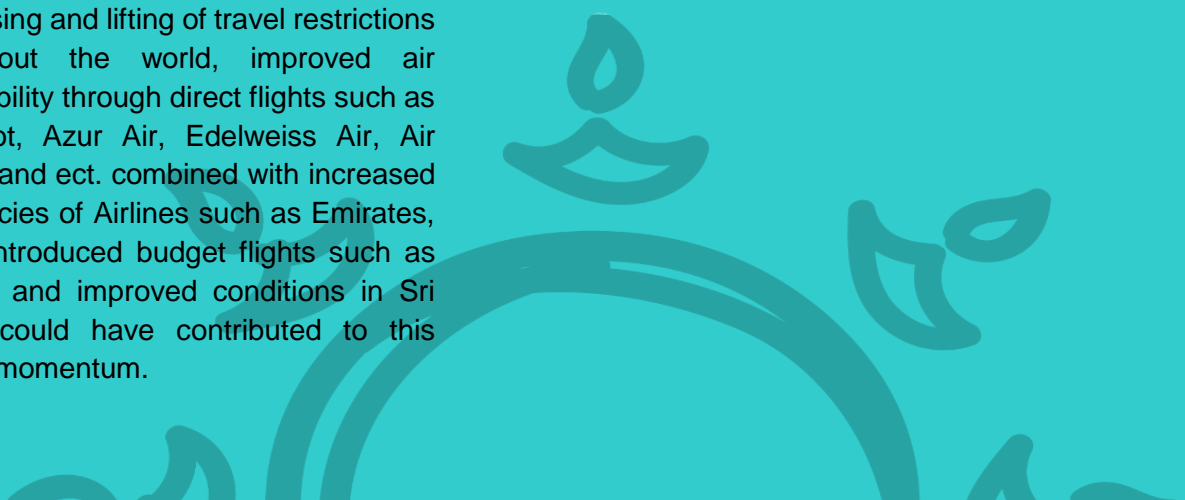 sing and lifting of travel restrictions
out the world, improved air
bility through direct flights such as
ot, Azur Air, Edelweiss Air, Air
and ect. combined with increased
cies of Airlines such as Emirates,
ntroduced budget flights such as
and improved conditions in Sri
could have contributed to this
momentum.